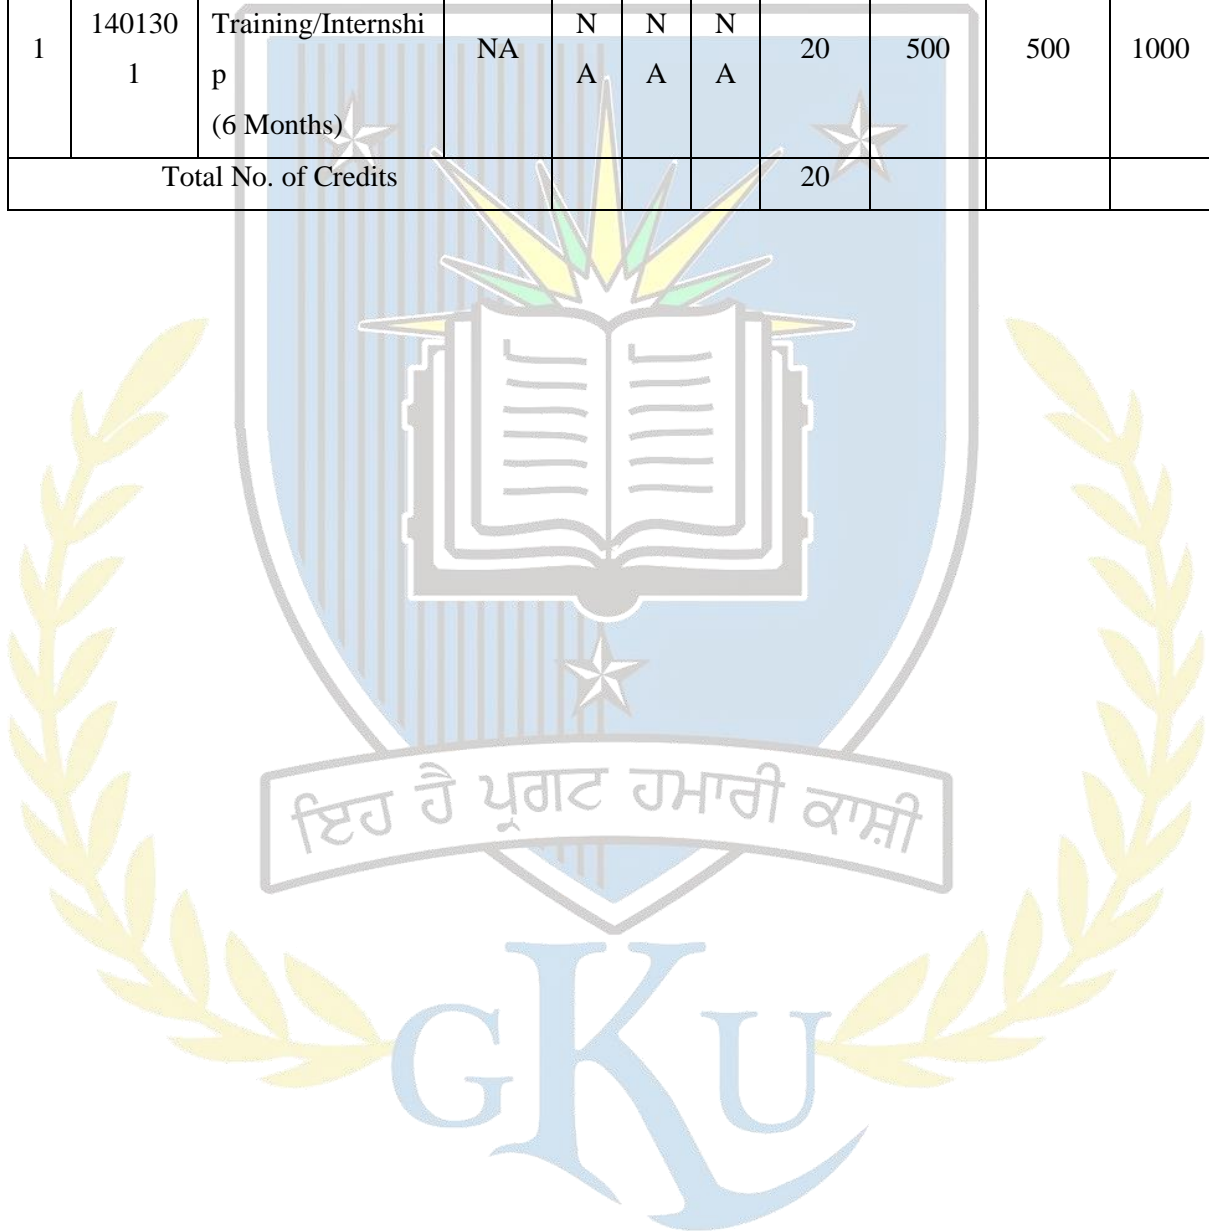 140130 Training/Internshi N N N
1 NA 20 500 500 1000
1 p A A A
(6 Months)
Total No. of Credits 20
ਇਹ ਹੈ ਪ੍ਰਗਟ ਹਮਾਰੀ ਕਾਸ਼ੀ
GKU